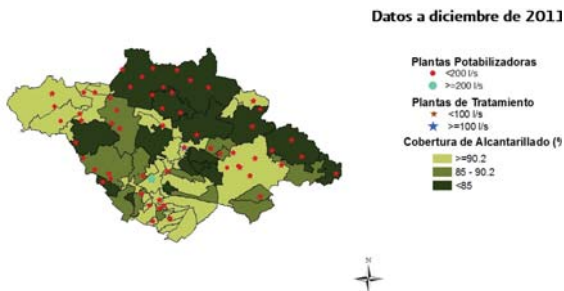 Datos a diciembre de 2011
Plantas Potabilizadoras
<200 l/s
>=200 l/s
Plantas de Tratamiento
<100 l/s
>=100 l/s
Cobertura de Alcantarillado (%
>=90.2
85 - 90.2
<85
N